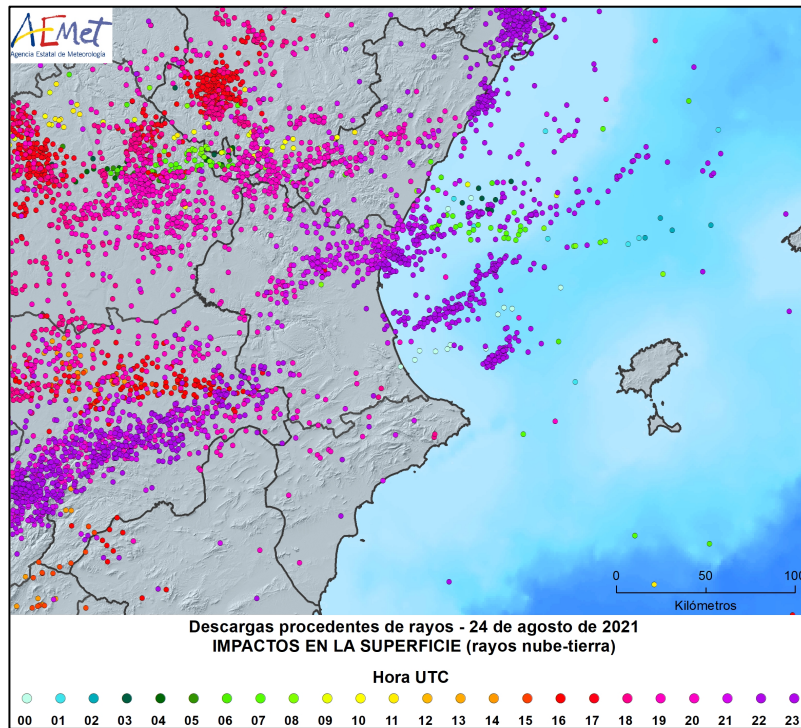 AEMet
Agencia Estatal de Meteorología
0 50 100
Kilómetros
Descargas procedentes de rayos - 24 de agosto de 2021
IMPACTOS EN LA SUPERFICIE (rayos nube-tierra)
Hora UTC
00 01 02 03 04 05 06 07 08 09 10 11 12 13 14 15 16 17 18 19 20 21 22